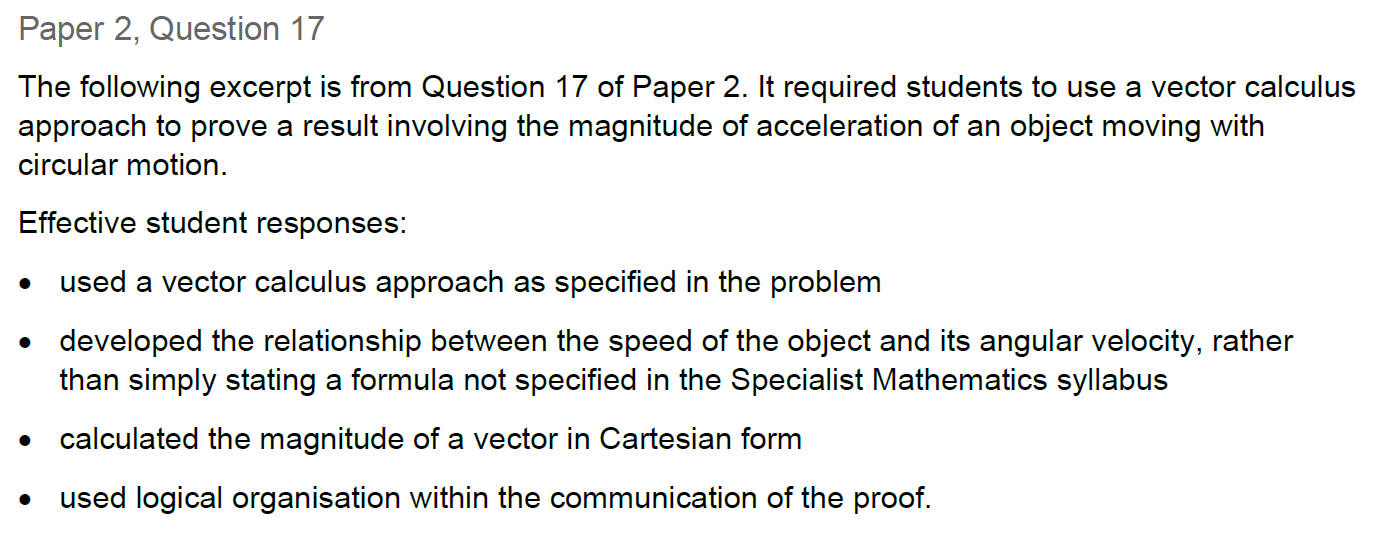 Paper 2, Question 17
The following excerpt is from Question 17 of Paper 2. It required students to use a vector calculus
approach to prove a result involving the magnitude of acceleration of an object moving with
circular motion.
Effective student responses:
• used a vector calculus approach as specified in the problem
• developed the relationship between the speed of the object and its angular velocity, rather
than simply stating a formula not specified in the Specialist Mathematics syllabus
• calculated the magnitude of a vector in Cartesian form
• used logical organisation within the communication of the proof.